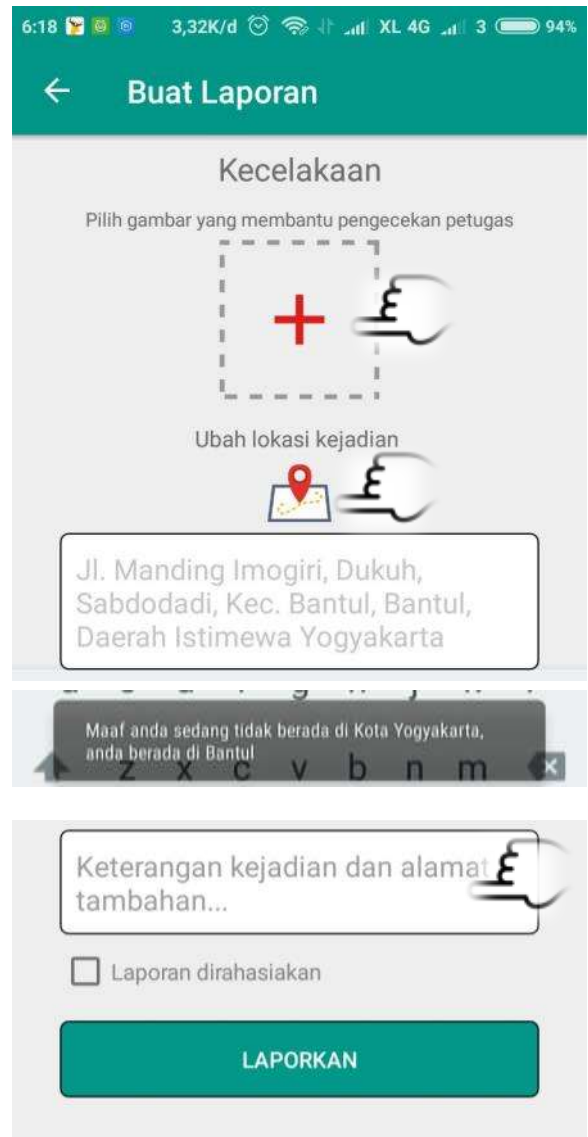 6:18 3,32K/d XL 4G 3 94%
Buat Laporan
Kecelakaan
Pilih gambar yang membantu pengecekan petugas
Ubah lokasi kejadian
Jl. Manding Imogiri, Dukuh,
Sabdodadi, Kec. Bantul, Bantul,
Daerah Istimewa Yogyakarta
Maaf anda sedang tidak berada di Kota Yogyakarta,
anda berada di Bantul
z x c v b n m
Keterangan kejadian dan alamat
tambahan...
Laporan dirahasiakan
LAPORKAN